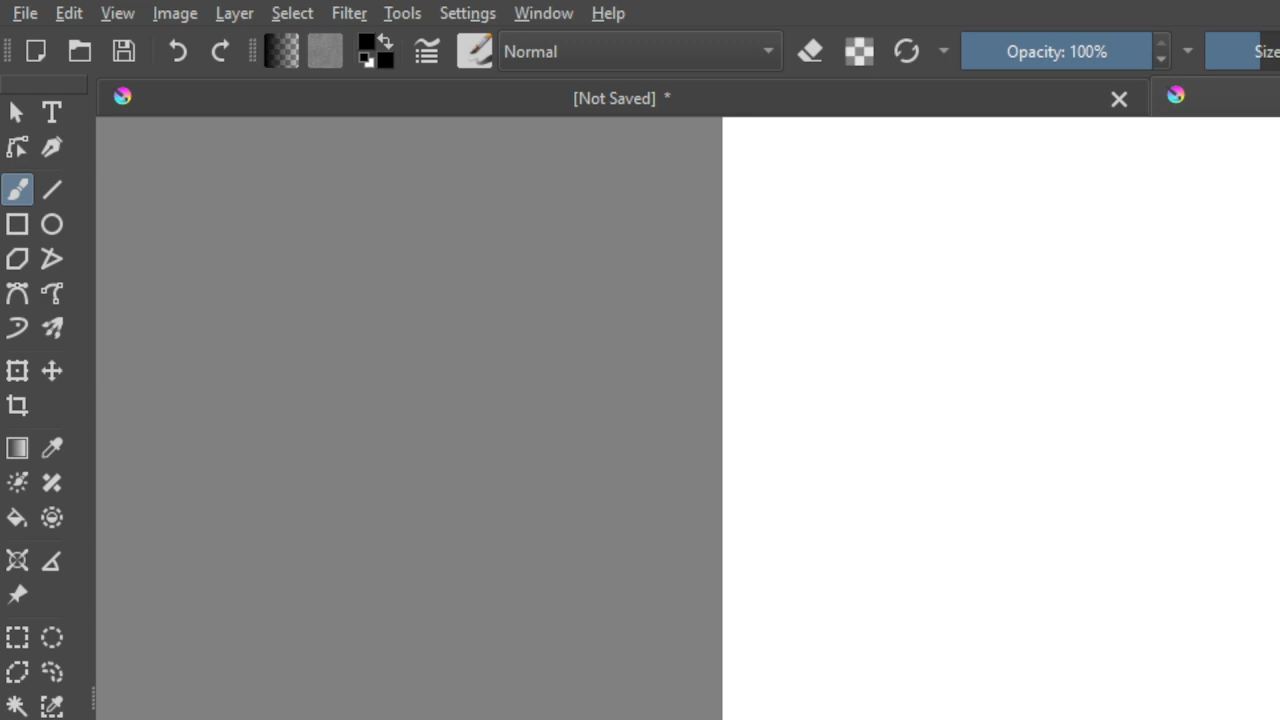 File Edit View Image Layer Select Filter Tools Settings Window Help
Normal Opacity: 100% Size
[Not Saved] *